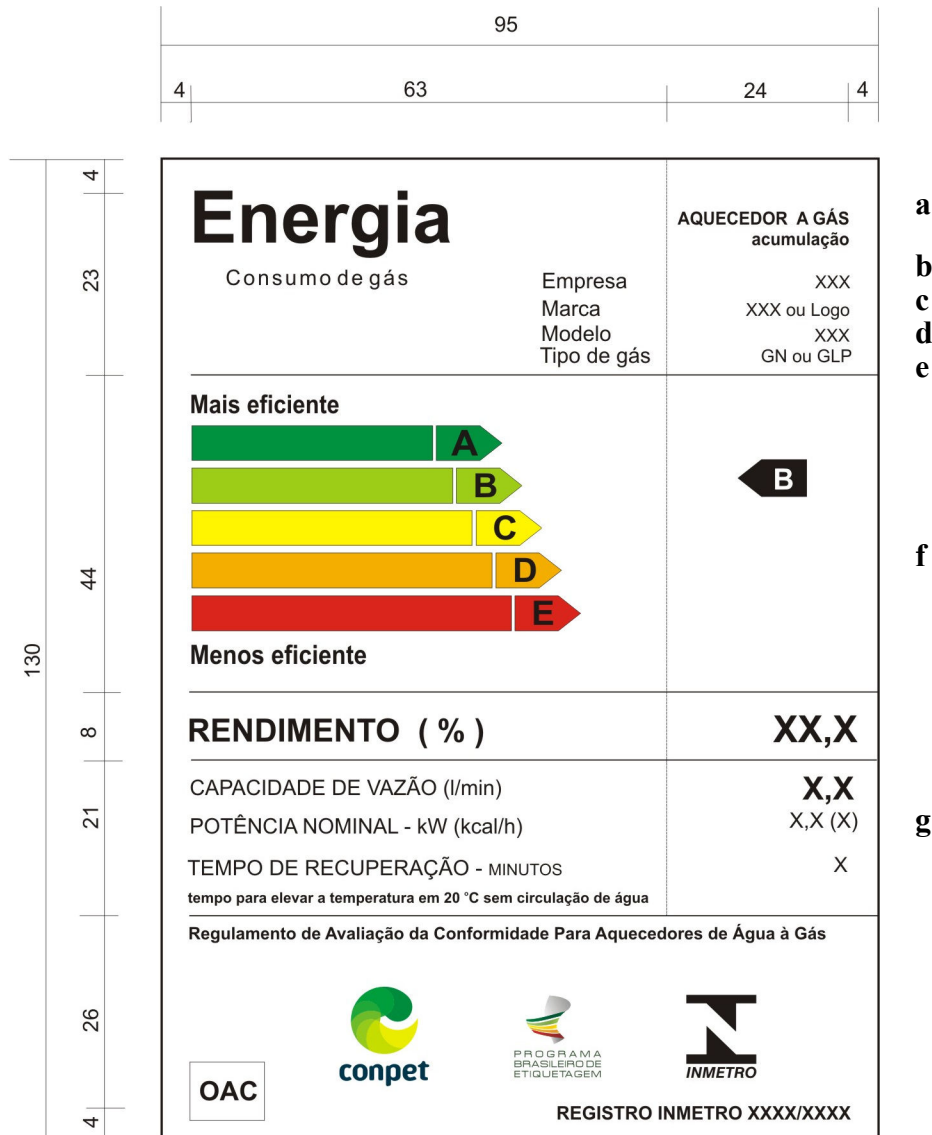 95
4 63 24 4
4
Energia
AQUECEDOR A GÁS
a
acumulação
Consumo de gás
b
23
Empresa XXX
c
Marca XXX ou Logo
d
Modelo XXX
Tipo de gás GN ou GLP
e
Mais eficiente
A
B
B
C
f
44
D
E
Menos eficiente
130
8
RENDIMENTO ( % ) XX,X
CAPACIDADE DE VAZÃO (l/min) X,X
21
POTÊNCIA NOMINAL - kW (kcal/h) X,X (X)
g
TEMPO DE RECUPERAÇÃO - MINUTOS X
tempo para elevar a temperatura em 20 °C sem circulação de água
Regulamento de Avaliação da Conformidade Para Aquecedores de Água à Gás
26
conpet
PROGRAMA
BRASILEIRO DE
ETIQUETAGEM
INMETRO
OAC
4
REGISTRO INMETRO XXXX/XXXX